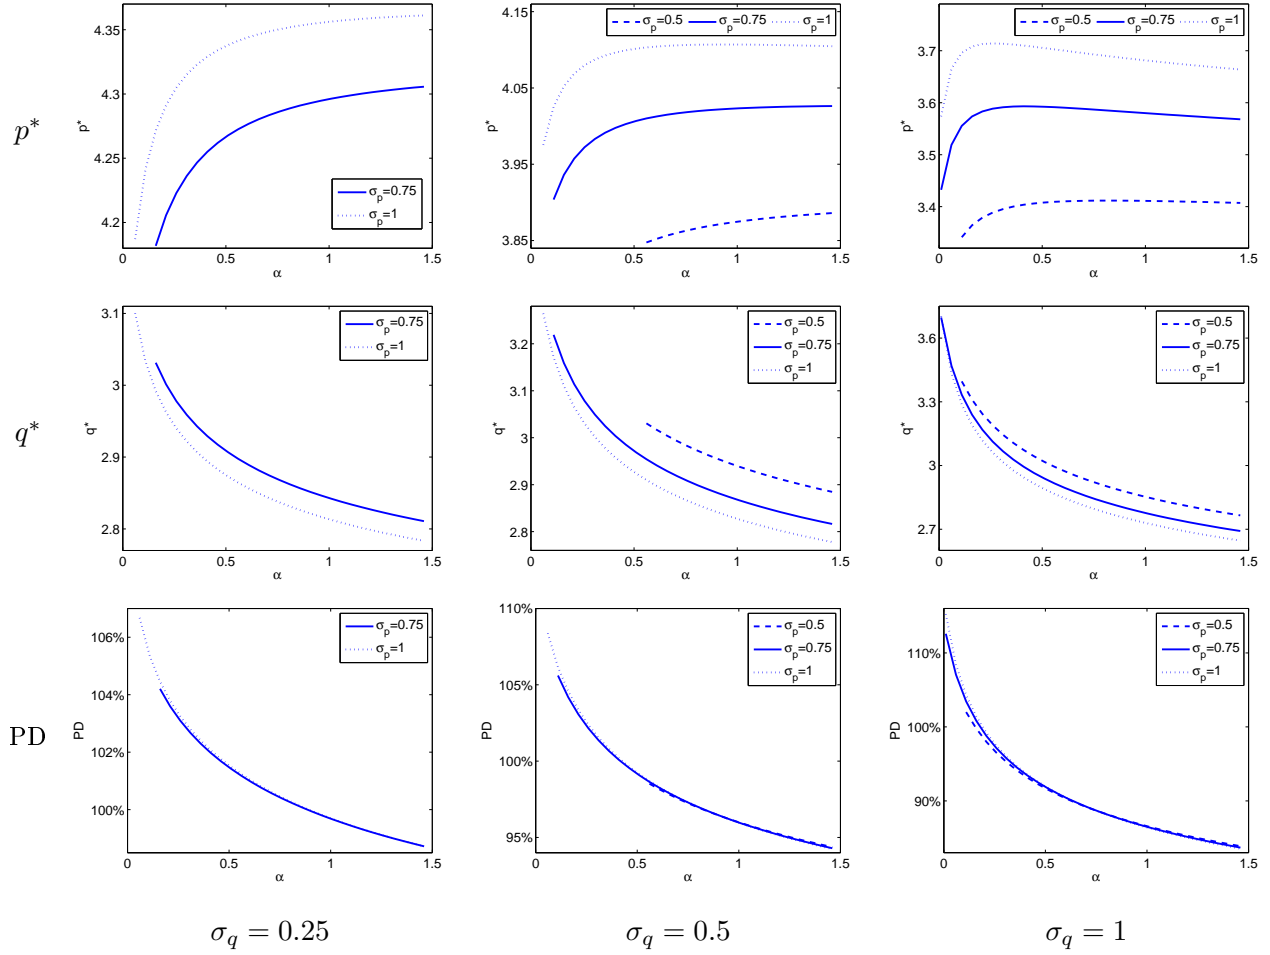 p*
4.35
4.3
4.25
4.2
p*
0 0.5 1 1.5
α
σp=0.75
σp=1
4.15
4.05
3.95
3.85
p*
0 0.5 1 1.5
α
σp=0.5 σp=0.75 σp=1
3.7
3.6
3.5
3.4
p*
0 0.5 1 1.5
α
σp=0.5 σp=0.75 σp=1
q*
3.1
3
2.9
2.8
q*
0 0.5 1 1.5
α
σp=0.75
σp=1
3.2
3.1
3
2.9
2.8
q*
0 0.5 1 1.5
α
σp=0.5
σp=0.75
σp=1
3.6
3.3
3
2.7
q*
0 0.5 1 1.5
α
σp=0.5
σp=0.75
σp=1
PD
106%
104%
102%
100%
PD
0 0.5 1 1.5
α
σp=0.75
σp=1
110%
105%
100%
95%
PD
0 0.5 1 1.5
α
σp=0.5
σp=0.75
σp=1
110%
100%
90%
PD
0 0.5 1 1.5
α
σp=0.5
σp=0.75
σp=1
σq = 0.25
σq = 0.5
σq = 1